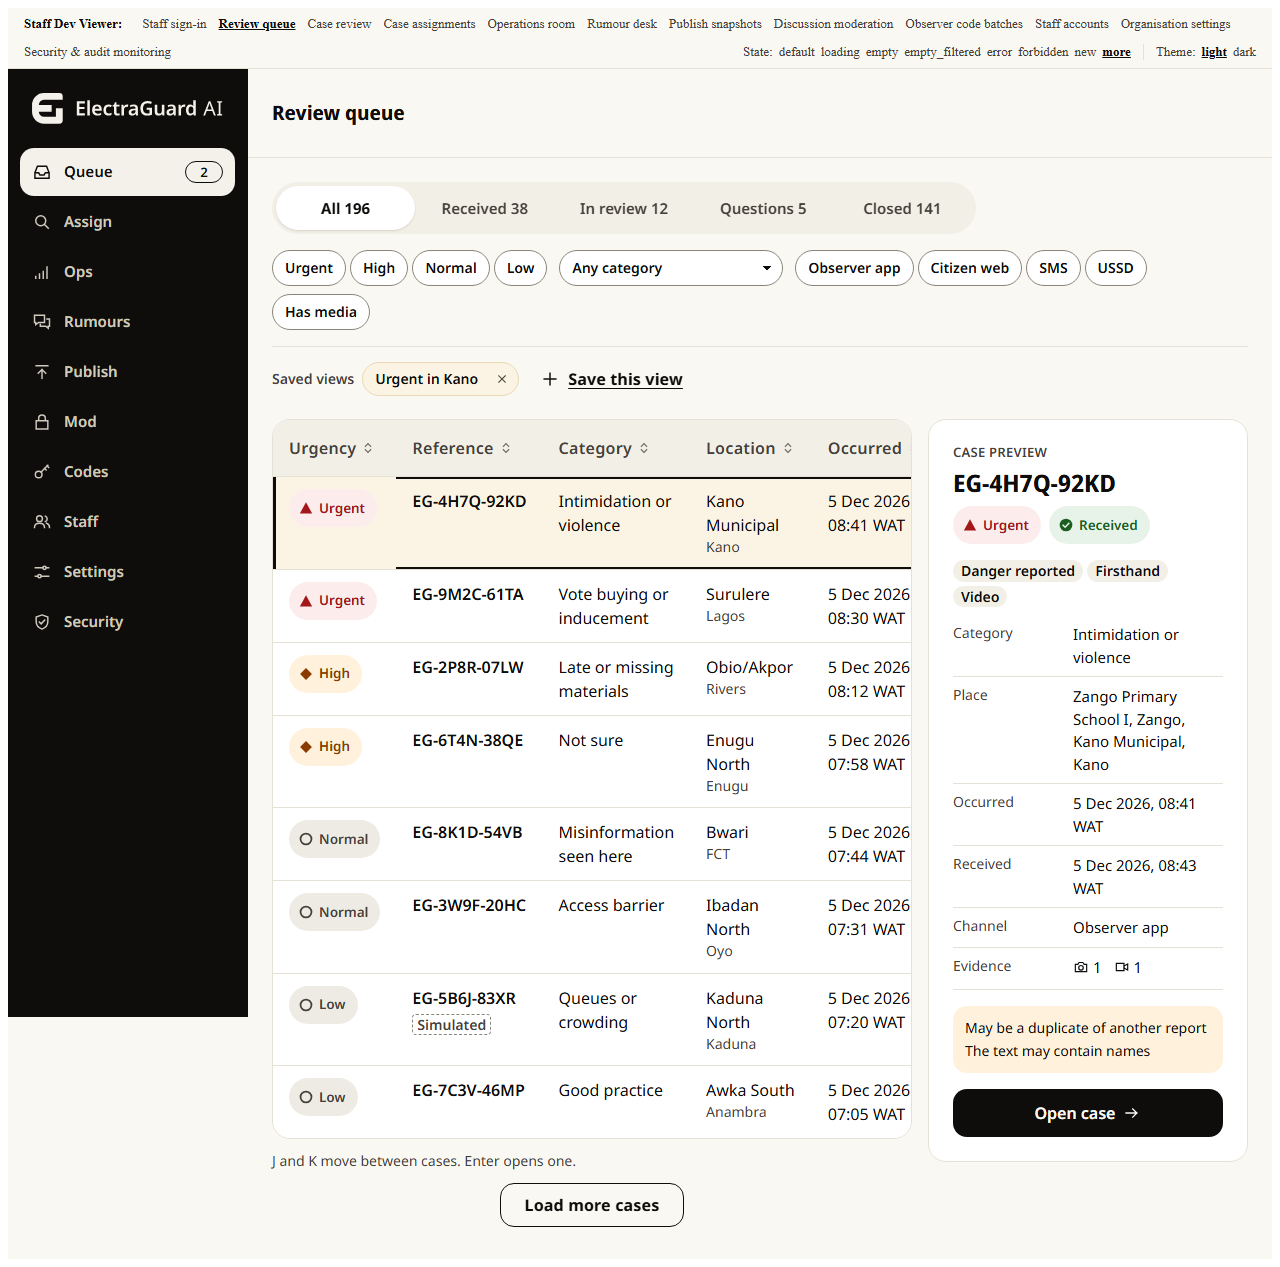 Staff Dev Viewer: Staff sign-in Review queue Case review Case assignments Operations room Rumour desk Publish snapshots Discussion moderation Observer code batches Staff accounts Organisation settings
Security & audit monitoring State: default loading empty empty_filtered error forbidden new more Theme: light dark
ElectraGuard AI
Queue 2
Assign
Ops
Rumours
Publish
Mod
Codes
Staff
Settings
Security
Review queue
All 196 Received 38 In review 12 Questions 5 Closed 141
Urgent High Normal Low Any category Observer app Citizen web SMS USSD
Has media
Saved views Urgent in Kano Save this view
Urgency Reference Category Location Occurred
Urgent EG-4H7Q-92KD Intimidation or Kano 5 Dec 2026
violence Municipal 08:41 WAT
Kano
Urgent EG-9M2C-61TA Vote buying or Surulere 5 Dec 2026
inducement Lagos 08:30 WAT
High EG-2P8R-07LW Late or missing Obio/Akpor 5 Dec 2026
materials Rivers 08:12 WAT
High EG-6T4N-38QE Not sure Enugu 5 Dec 2026
North 07:58 WAT
Enugu
Normal EG-8K1D-54VB Misinformation Bwari 5 Dec 2026
seen here FCT 07:44 WAT
Normal EG-3W9F-20HC Access barrier Ibadan 5 Dec 2026
North 07:31 WAT
Oyo
Low EG-5B6J-83XR Queues or Kaduna 5 Dec 2026
Simulated crowding North 07:20 WAT
Kaduna
Low EG-7C3V-46MP Good practice Awka South 5 Dec 2026
Anambra 07:05 WAT
J and K move between cases. Enter opens one.
Load more cases
CASE PREVIEW
EG-4H7Q-92KD
Urgent Received
Danger reported Firsthand
Video
Category Intimidation or
violence
Place Zango Primary
School I, Zango,
Kano Municipal,
Kano
Occurred 5 Dec 2026, 08:41
WAT
Received 5 Dec 2026, 08:43
WAT
Channel Observer app
Evidence 1 1
May be a duplicate of another report
The text may contain names
Open case